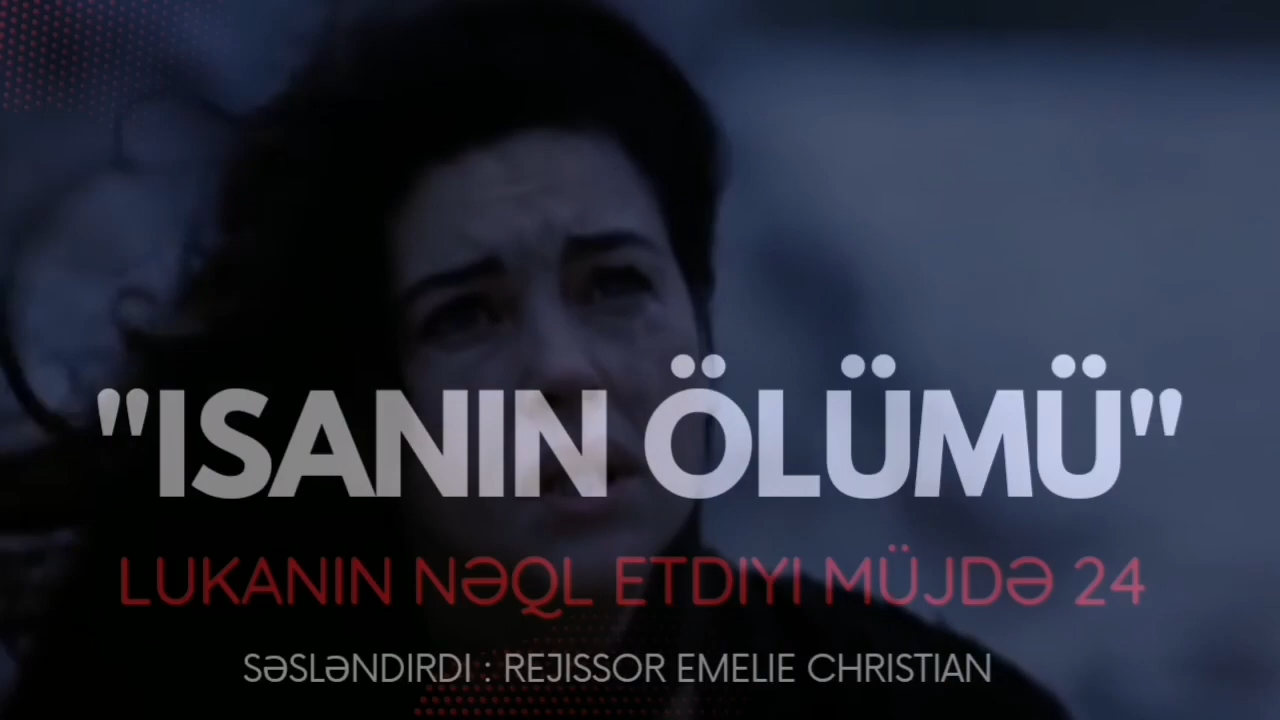 "ISANIN ÖLÜMÜ"
LUKANIN NƏQL ETDIYI MÜJDƏ 24
SƏSLƏNDIRDI : REJISSOR EMELIE CHRISTIAN